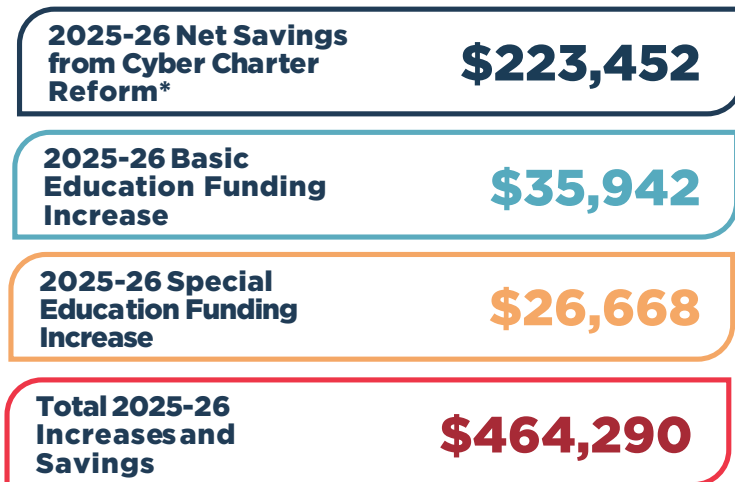 2025-26 Net Savings
from Cyber Charter
Reform*
$223,452
2025-26 Basic
Education Funding
Increase
$35,942
2025-26 Special
Education Funding
Increase
$26,668
Total 2025-26
Increases and
Savings
$464,290